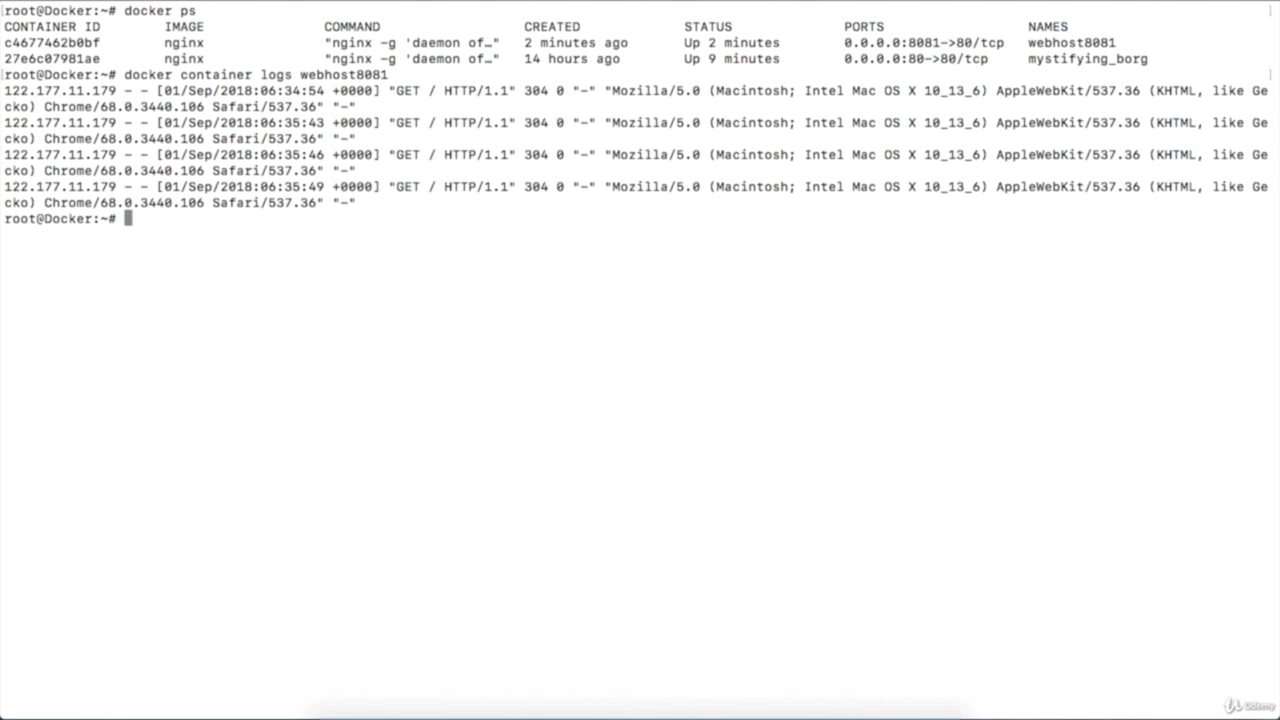 [root@Docker:~# docker ps ]
CONTAINER ID IMAGE COMMAND CREATED STATUS PORTS NAMES
c4677462b0bf nginx "nginx -g 'daemon of…" 2 minutes ago Up 2 minutes 0.0.0.0:8081->80/tcp webhost8081
27e6c07981ae nginx "nginx -g 'daemon of…" 14 hours ago Up 9 minutes 0.0.0.0:80->80/tcp mystifying_borg
[root@Docker:~# docker container logs webhost8081 ]
122.177.11.179 - - [01/Sep/2018:06:34:54 +0000] "GET / HTTP/1.1" 304 0 "-" "Mozilla/5.0 (Macintosh; Intel Mac OS X 10_13_6) AppleWebKit/537.36 (KHTML, like Ge
cko) Chrome/68.0.3440.106 Safari/537.36" "-"
122.177.11.179 - - [01/Sep/2018:06:35:43 +0000] "GET / HTTP/1.1" 304 0 "-" "Mozilla/5.0 (Macintosh; Intel Mac OS X 10_13_6) AppleWebKit/537.36 (KHTML, like Ge
cko) Chrome/68.0.3440.106 Safari/537.36" "-"
122.177.11.179 - - [01/Sep/2018:06:35:46 +0000] "GET / HTTP/1.1" 304 0 "-" "Mozilla/5.0 (Macintosh; Intel Mac OS X 10_13_6) AppleWebKit/537.36 (KHTML, like Ge
cko) Chrome/68.0.3440.106 Safari/537.36" "-"
122.177.11.179 - - [01/Sep/2018:06:35:49 +0000] "GET / HTTP/1.1" 304 0 "-" "Mozilla/5.0 (Macintosh; Intel Mac OS X 10_13_6) AppleWebKit/537.36 (KHTML, like Ge
cko) Chrome/68.0.3440.106 Safari/537.36" "-"
root@Docker:~#
Udemy